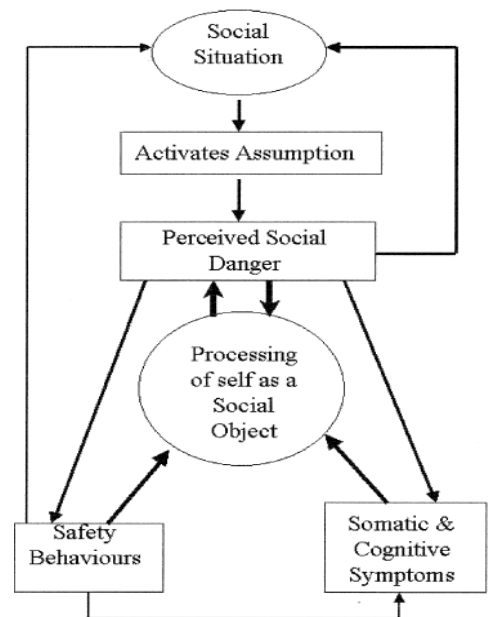 Social
Situation
Activates Assumption
Perceived Social
Danger
Processing
of self as a
Social
Object
Safety
Behaviours
Somatic &
Cognitive
Symptoms